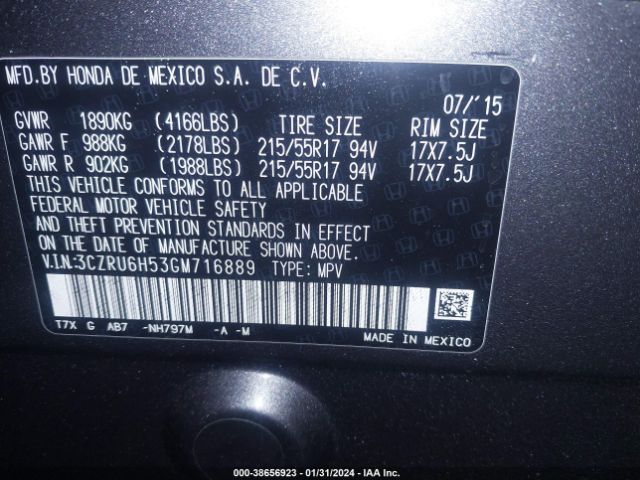 MFD.BY HONDA DE MEXICO S.A. DE C.V.
07/'15
GVWR 1890KG (4166LBS) TIRE SIZE RIM SIZE
GAWR F 988KG (2178LBS) 215/55R17 94V 17X7.5J
GAWR R 902KG (1988LBS) 215/55R17 94V 17X7.5J
THIS VEHICLE CONFORMS TO ALL APPLICABLE
FEDERAL MOTOR VEHICLE SAFETY
AND THEFT PREVENTION STANDARDS IN EFFECT
ON THE DATE OF MANUFACTURE SHOWN ABOVE.
V.I.N:3CZRU6H53GM716889 TYPE: MPV
T7X G AB7 -NH797M -A -M
MADE IN MEXICO
000-38656923 - 01/31/2024 - IAA Inc.